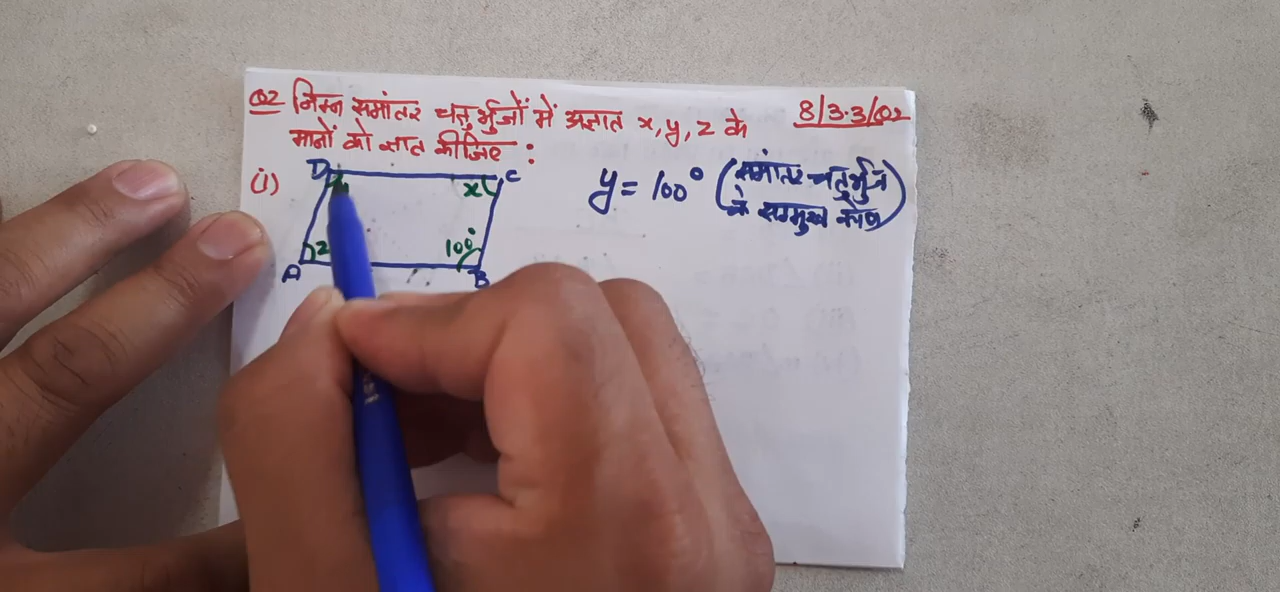 Q2 निम्न समांतर चतुर्भुजों में अज्ञात x, y, z के
8/3.3/Q2
मानों को ज्ञात कीजिए :
(i)
D
C
x
y = 100° (समांतर चतुर्भुज
के सम्मुख कोण)
z
100°
A
B